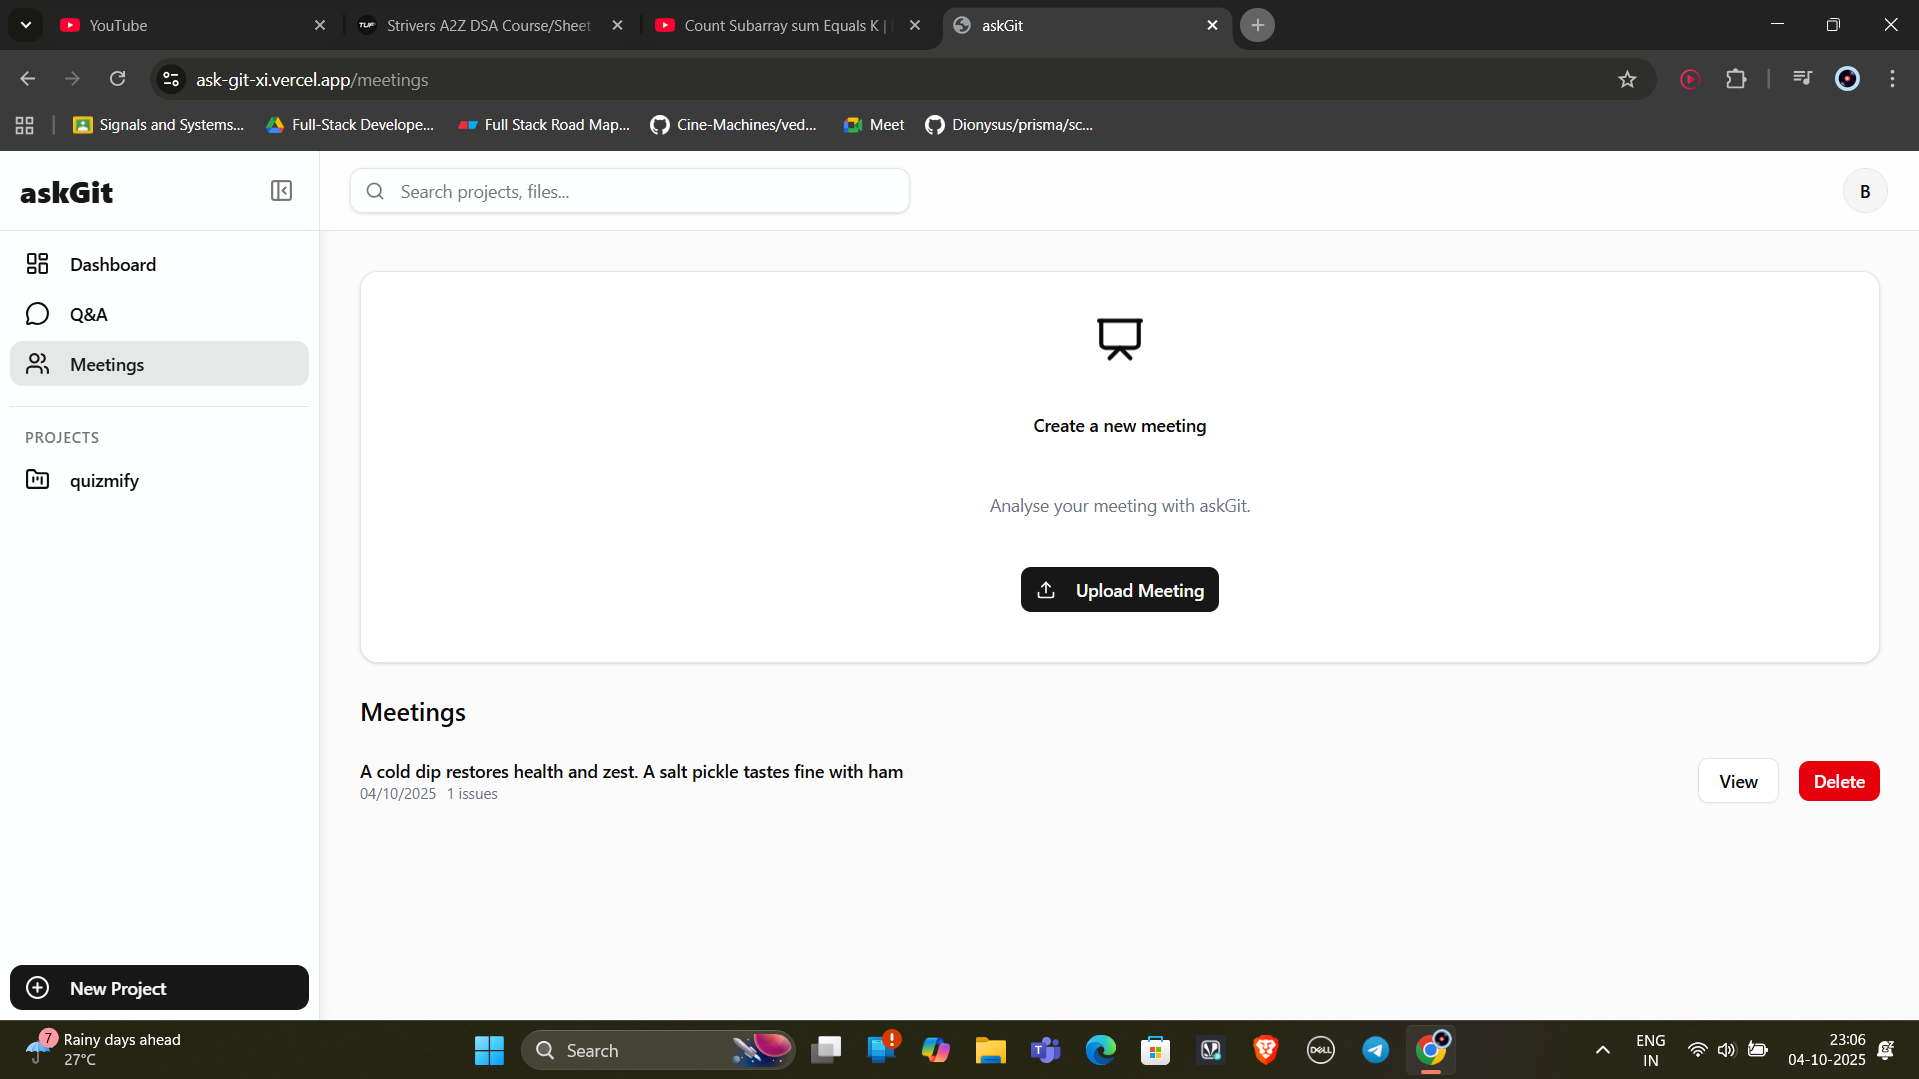 YouTube
Strivers A2Z DSA Course/Sheet
Count Subarray sum Equals K |
askGit
ask-git-xi.vercel.app/meetings
Signals and Systems...
Full-Stack Develope...
Full Stack Road Map...
Cine-Machines/ved...
Meet
Dionysus/prisma/sc...
askGit
Search projects, files...
B
Dashboard
Q&A
Meetings
PROJECTS
quizmify
New Project
Create a new meeting
Analyse your meeting with askGit.
Upload Meeting
Meetings
A cold dip restores health and zest. A salt pickle tastes fine with ham
04/10/2025 1 issues
View
Delete
7
Rainy days ahead
27°C
Search
DELL
ENG
IN
23:06
04-10-2025